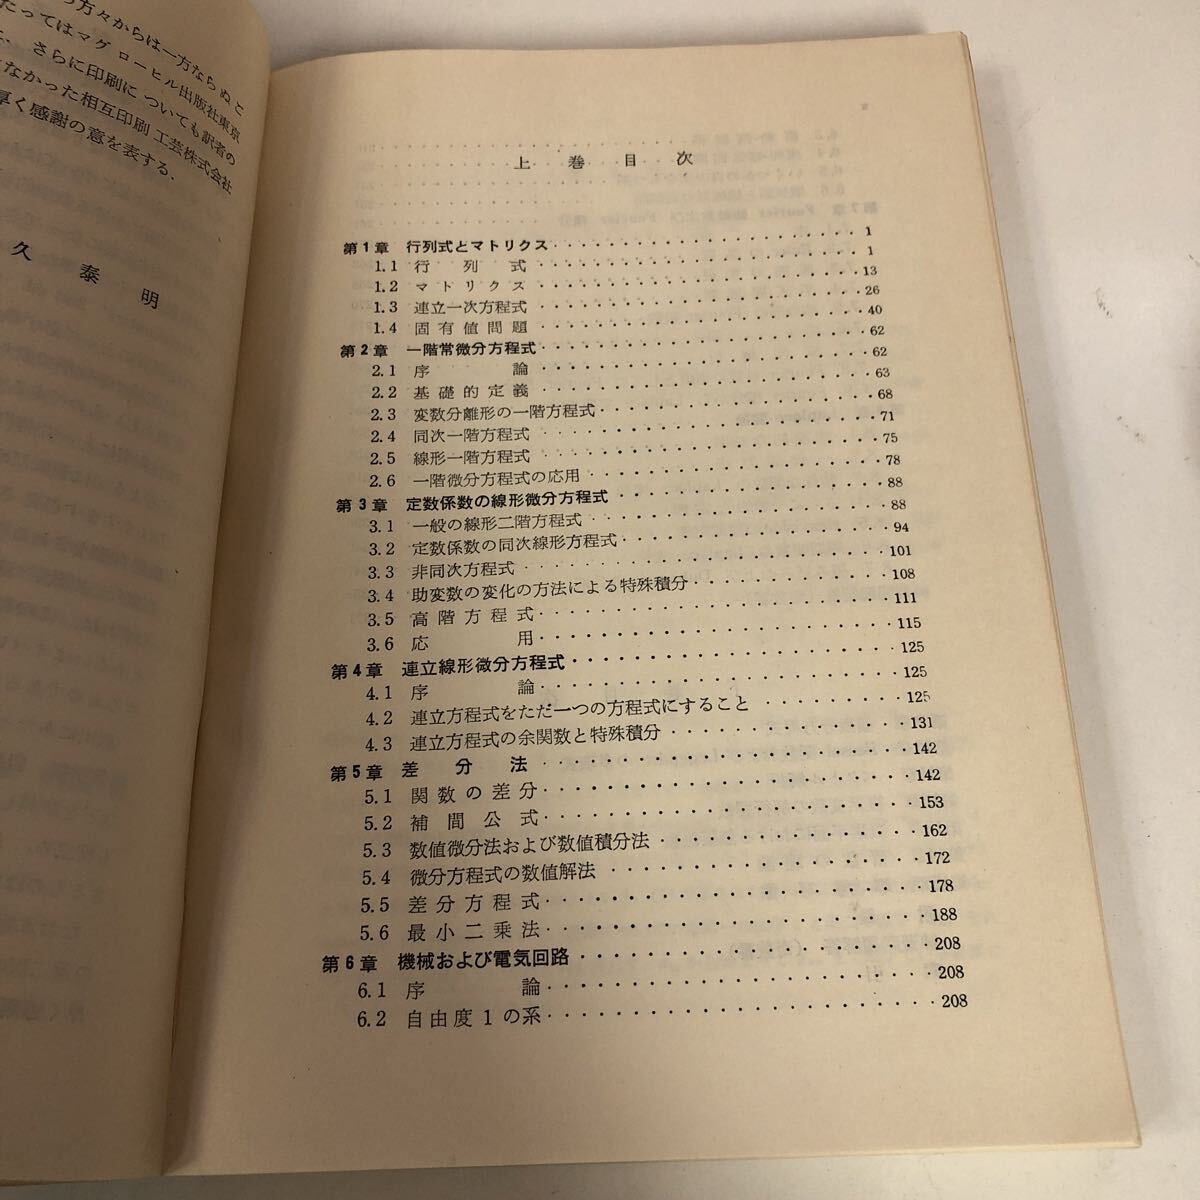 の方々からは一方ならぬこ
たってはマグローヒル出版社東京
さらに印刷についても訳者の
なかった相互印刷工芸株式会社
厚く感謝の意を表する.
久 泰 明
上 巻 目 次
第1章 行列式とマトリクス 1
1.1 行列式 1
1.2 マトリクス 13
1.3 連立一次方程式 26
1.4 固有値問題 40
第2章 一階常微分方程式 62
2.1 序論 62
2.2 基礎的定義 63
2.3 変数分離形の一階方程式 68
2.4 同次一階方程式 71
2.5 線形一階方程式 75
2.6 一階微分方程式の応用 78
第3章 定数係数の線形微分方程式 88
3.1 一般の線形二階方程式 88
3.2 定数係数の同次線形方程式 94
3.3 非同次方程式 101
3.4 助変数の変化の方法による特殊積分 108
3.5 高階方程式 111
3.6 応用 115
第4章 連立線形微分方程式 125
4.1 序論 125
4.2 連立方程式をただ一つの方程式にすること 125
4.3 連立方程式の余関数と特殊積分 131
第5章 差分法 142
5.1 関数の差分 142
5.2 補間公式 153
5.3 数値微分法および数値積分法 162
5.4 微分方程式の数値解法 172
5.5 差分方程式 178
5.6 最小二乗法 188
第6章 機械および電気回路 208
6.1 序論 208
6.2 自由度1の系 208